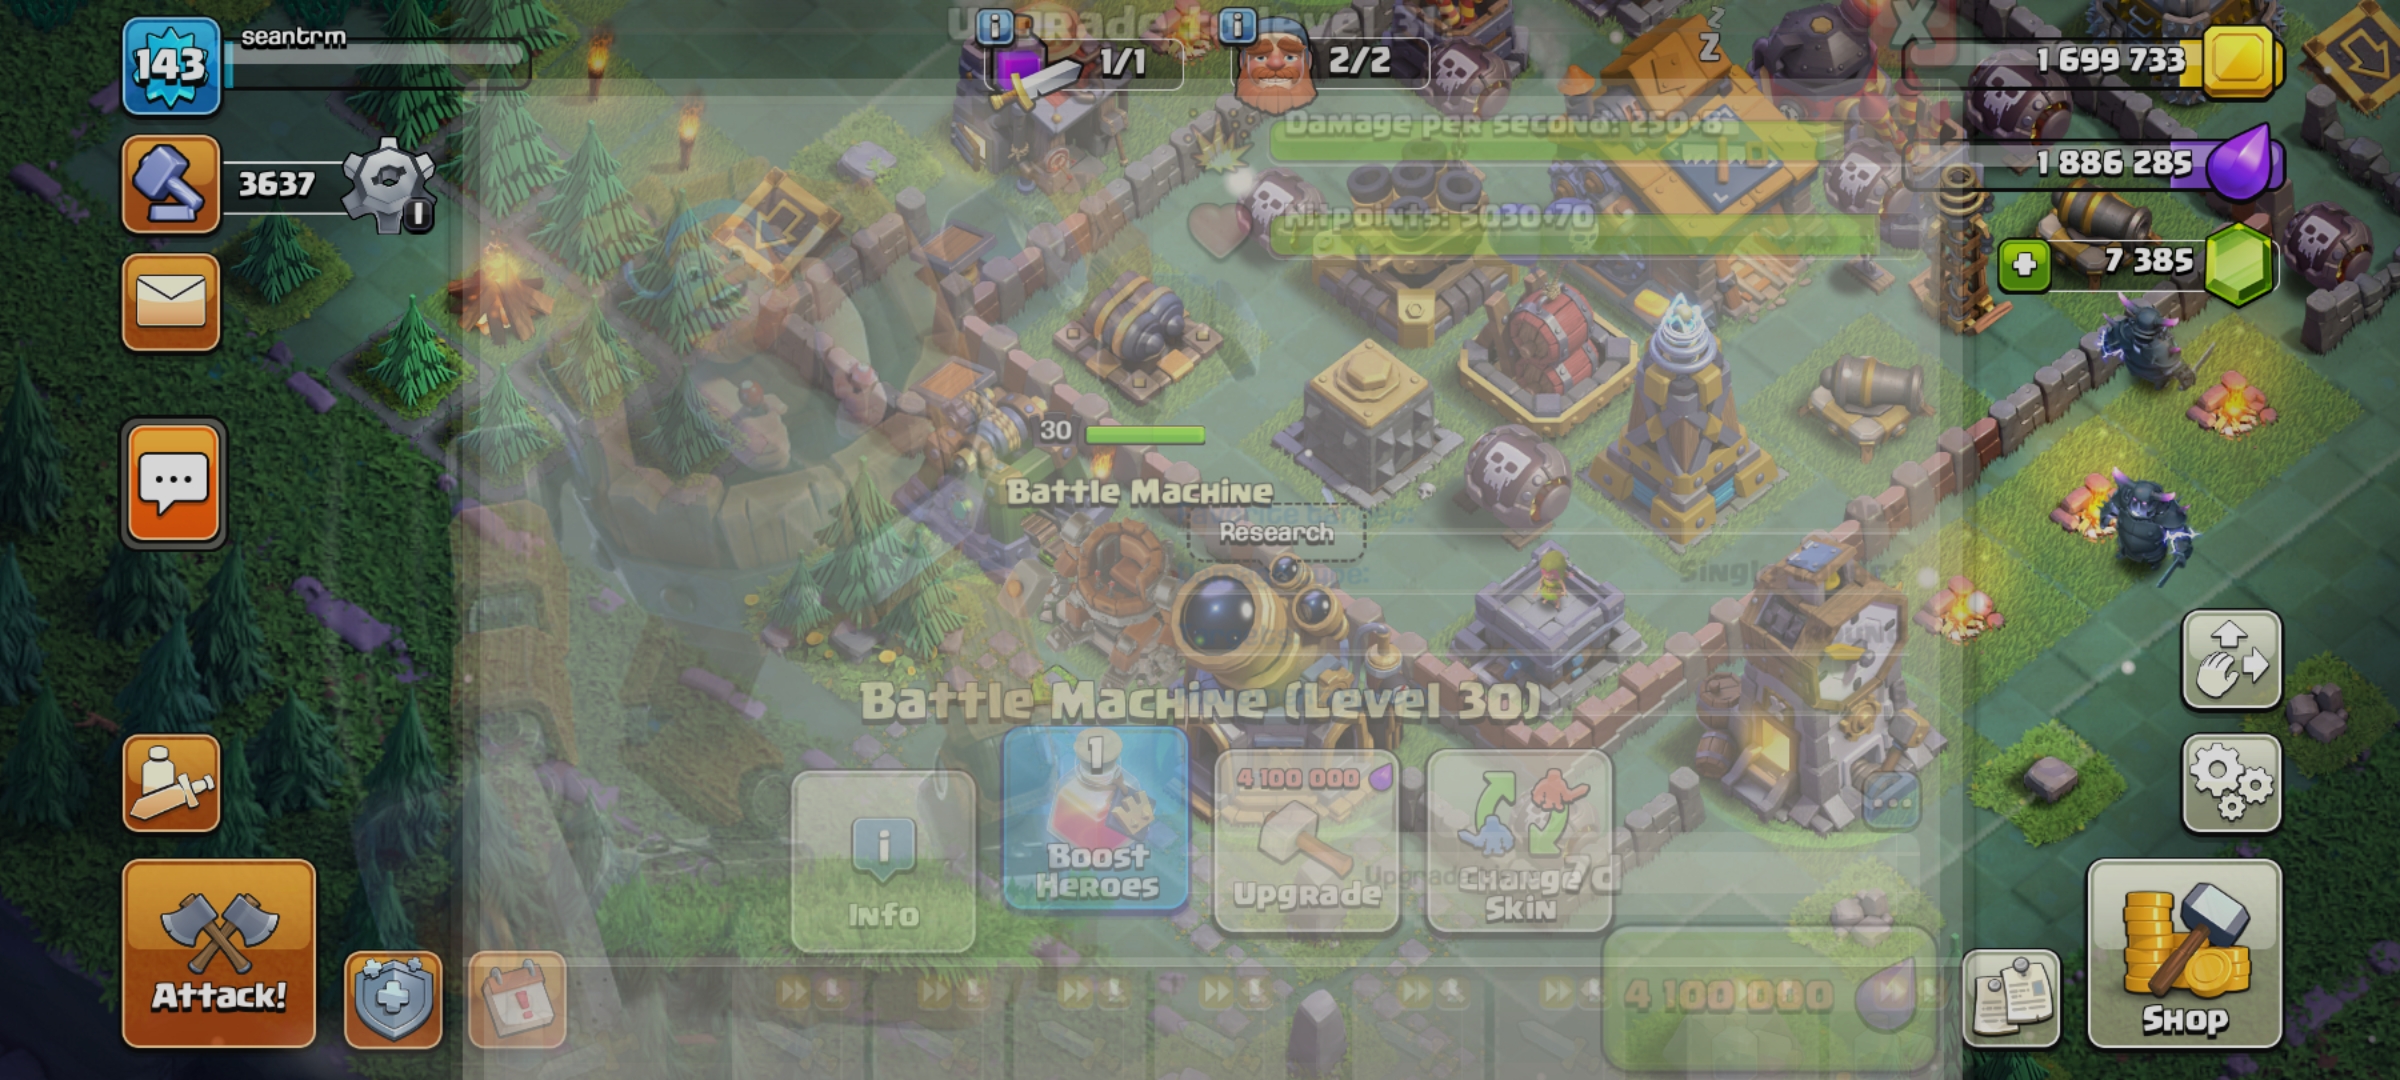 143
seantrm
Upgrade to level 31
X
1/1
2/2
1 699 733
Damage per second: 250+8
1 886 285
3637
I
Hitpoints: 5030+70
7 385
30
Battle Machine
Research
Single Target
Battle Machine (Level 30)
1
4 100 000
Boost
Heroes
Upgrade
Change
Skin
7d
Info
Attack!
4 100 000
Shop